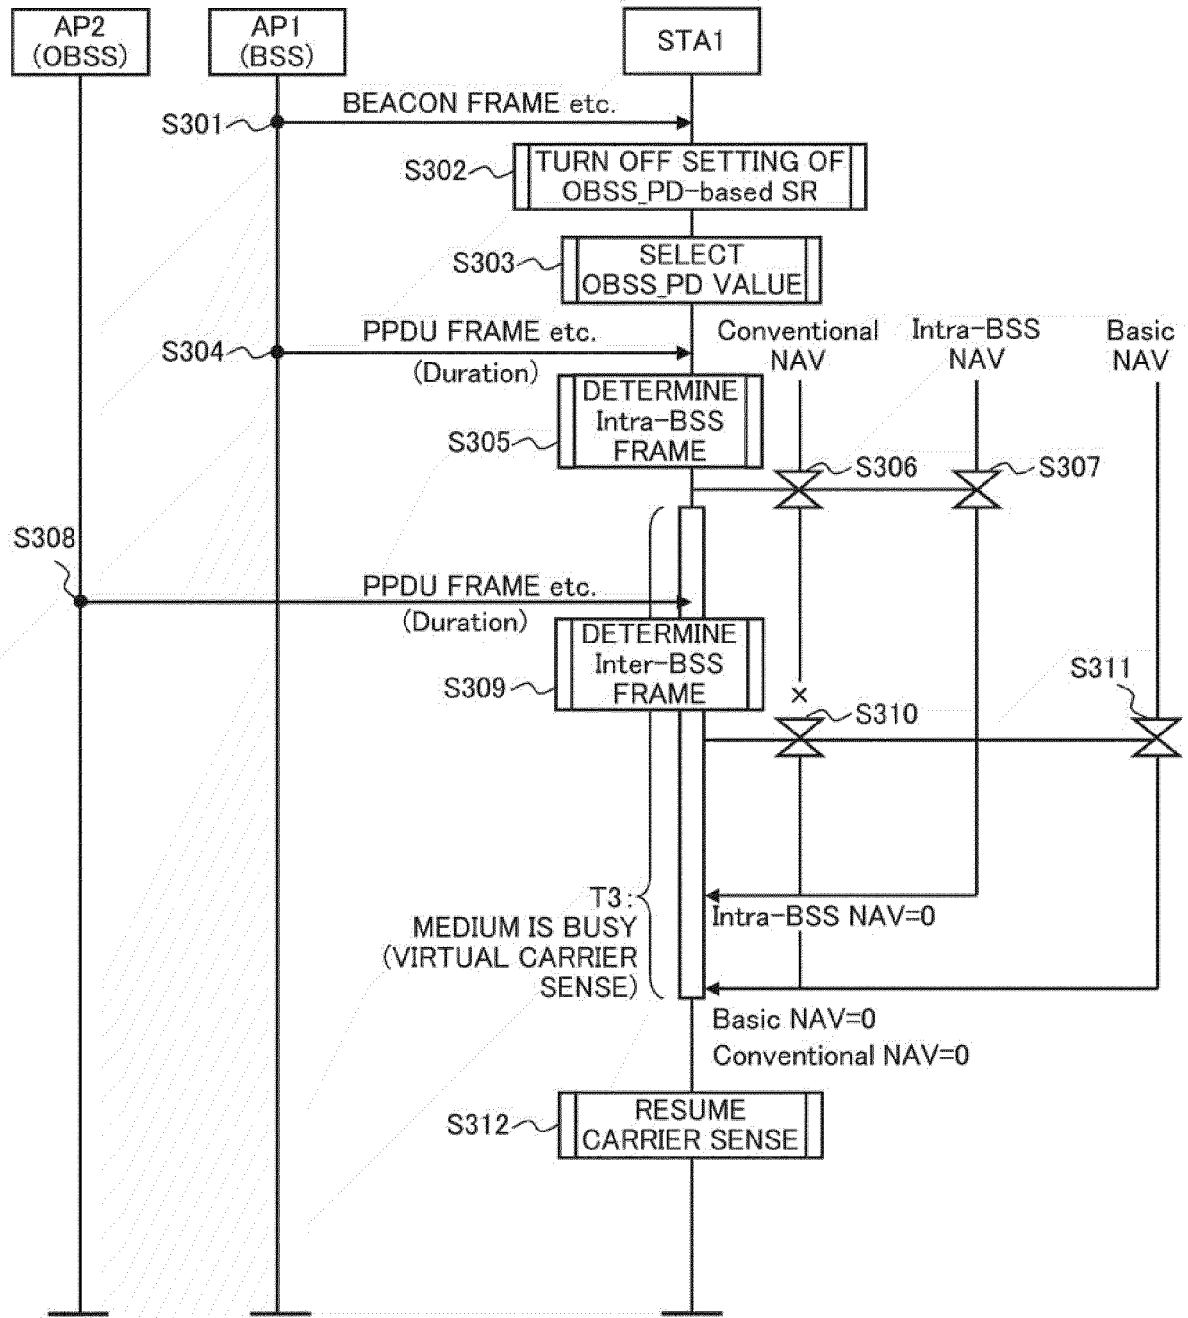 AP2
(OBSS)
AP1
(BSS)
STA1
BEACON FRAME etc.
S301
S302
TURN OFF SETTING OF
OBSS_PD-based SR
S303
SELECT
OBSS_PD VALUE
S304
PPDU FRAME etc.
(Duration)
Conventional
NAV
Intra-BSS
NAV
Basic
NAV
S305
DETERMINE
Intra-BSS
FRAME
S306
S307
S308
PPDU FRAME etc.
(Duration)
S309
DETERMINE
Inter-BSS
FRAME
×
S310
S311
T3:
MEDIUM IS BUSY
(VIRTUAL CARRIER
SENSE)
Intra-BSS NAV=0
Basic NAV=0
Conventional NAV=0
S312
RESUME
CARRIER SENSE